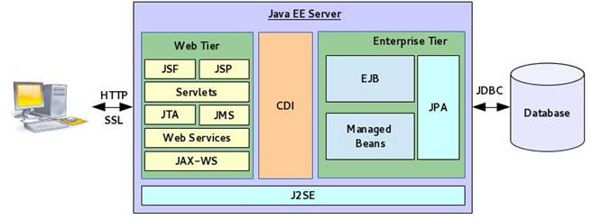 Java EE Server
Web Tier
JSF
JSP
Servlets
JTA
JMS
Web Services
JAX-WS
CDI
Enterprise Tier
EJB
Managed
Beans
JPA
J2SE
HTTP
SSL
JDBC
Database